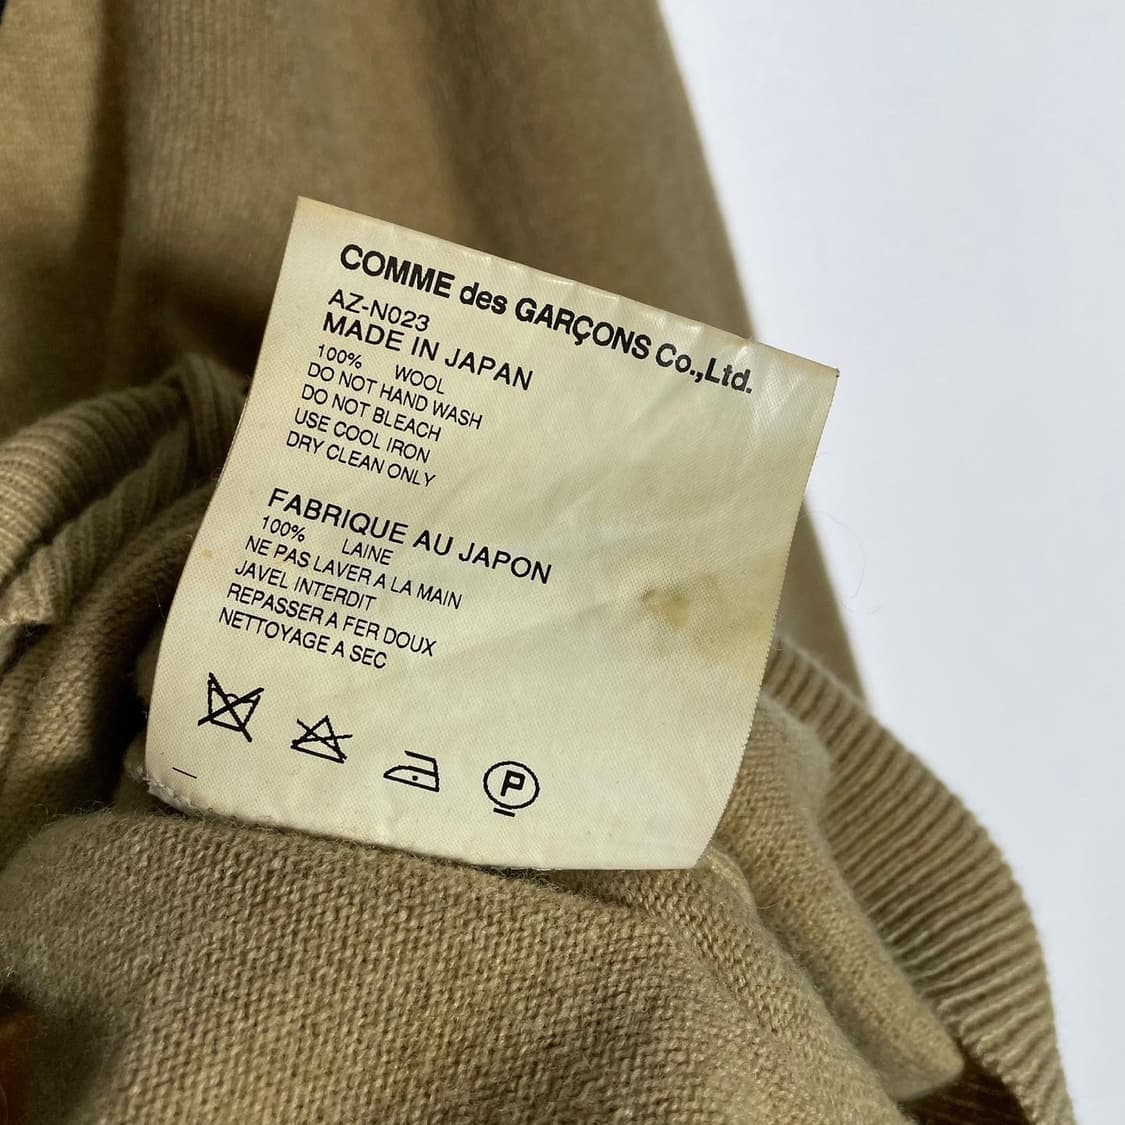 COMME des GARÇONS Co.,Ltd.
AZ-N023
MADE IN JAPAN
100% WOOL
DO NOT HAND WASH
DO NOT BLEACH
USE COOL IRON
DRY CLEAN ONLY
FABRIQUE AU JAPON
100% LAINE
NE PAS LAVER A LA MAIN
JAVEL INTERDIT
REPASSER A FER DOUX
NETTOYAGE A SEC
P